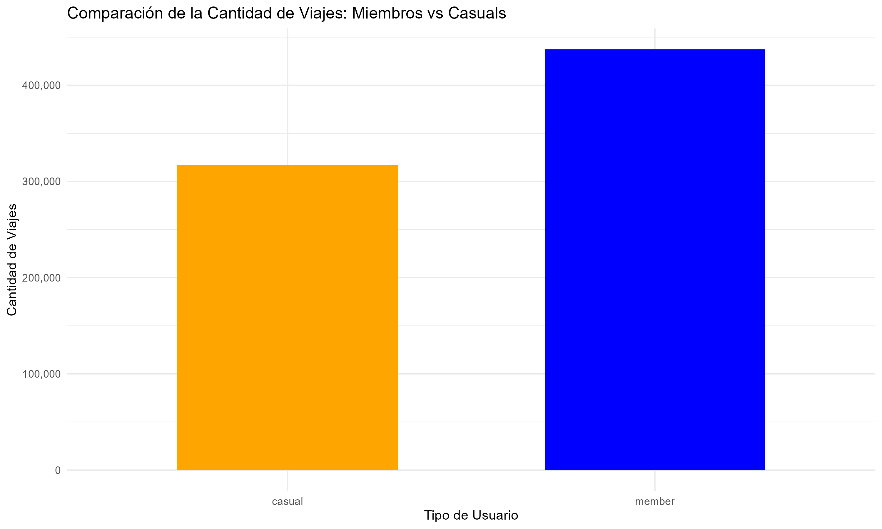 Comparación de la Cantidad de Viajes: Miembros vs Casuals
Cantidad de Viajes
400,000
300,000
200,000
100,000
0
casual
member
Tipo de Usuario